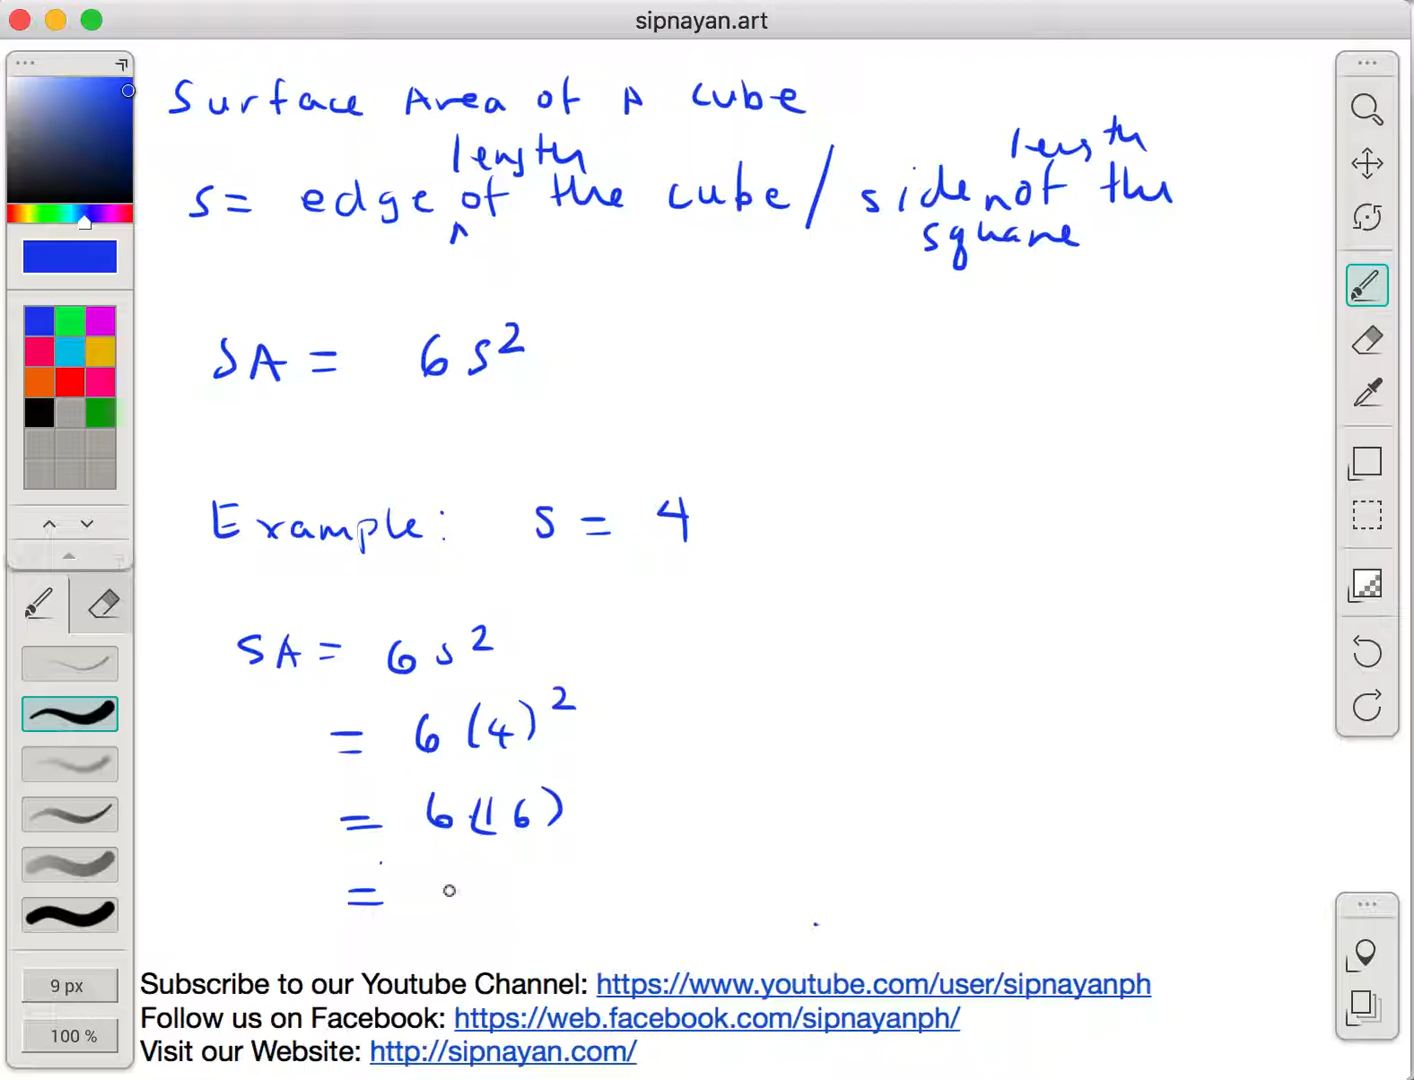 sipnayan.art
Surface Area of A cube
length length
s = edge of the cube / side of the
^ square
SA = 6s²
Example: s = 4
SA = 6s²
= 6(4)²
= 6(16)
=
9 px
100 %
Subscribe to our Youtube Channel: https://www.youtube.com/user/sipnayanph
Follow us on Facebook: https://web.facebook.com/sipnayanph/
Visit our Website: http://sipnayan.com/